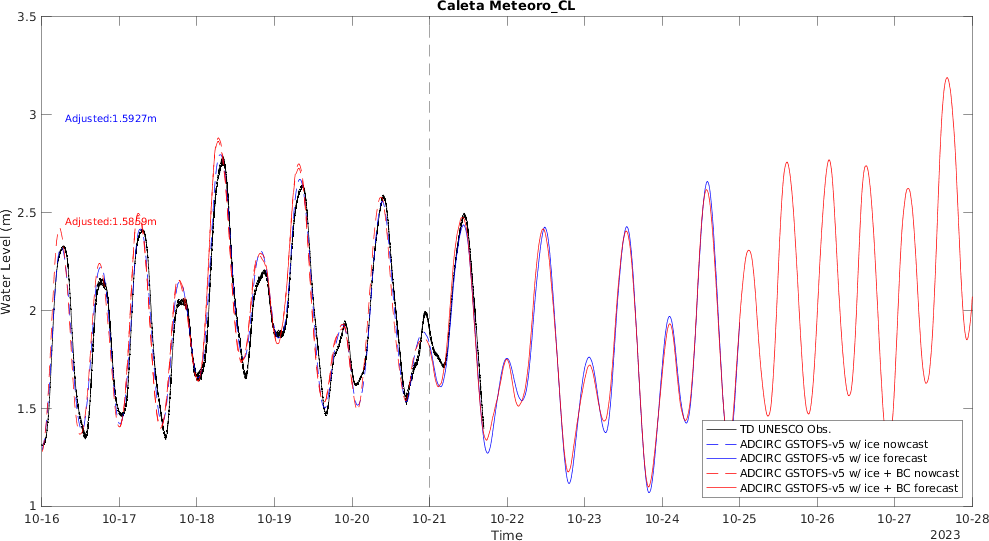 Caleta Meteoro_CL
3.5
3
2.5
2
1.5
1
Water Level (m)
Adjusted:1.5927m
Adjusted:1.5859m
TD UNESCO Obs.
ADCIRC GSTOFS-v5 w/ ice nowcast
ADCIRC GSTOFS-v5 w/ ice forecast
ADCIRC GSTOFS-v5 w/ ice + BC nowcast
ADCIRC GSTOFS-v5 w/ ice + BC forecast
10-16 10-17 10-18 10-19 10-20 10-21 10-22 10-23 10-24 10-25 10-26 10-27 10-28
Time
2023